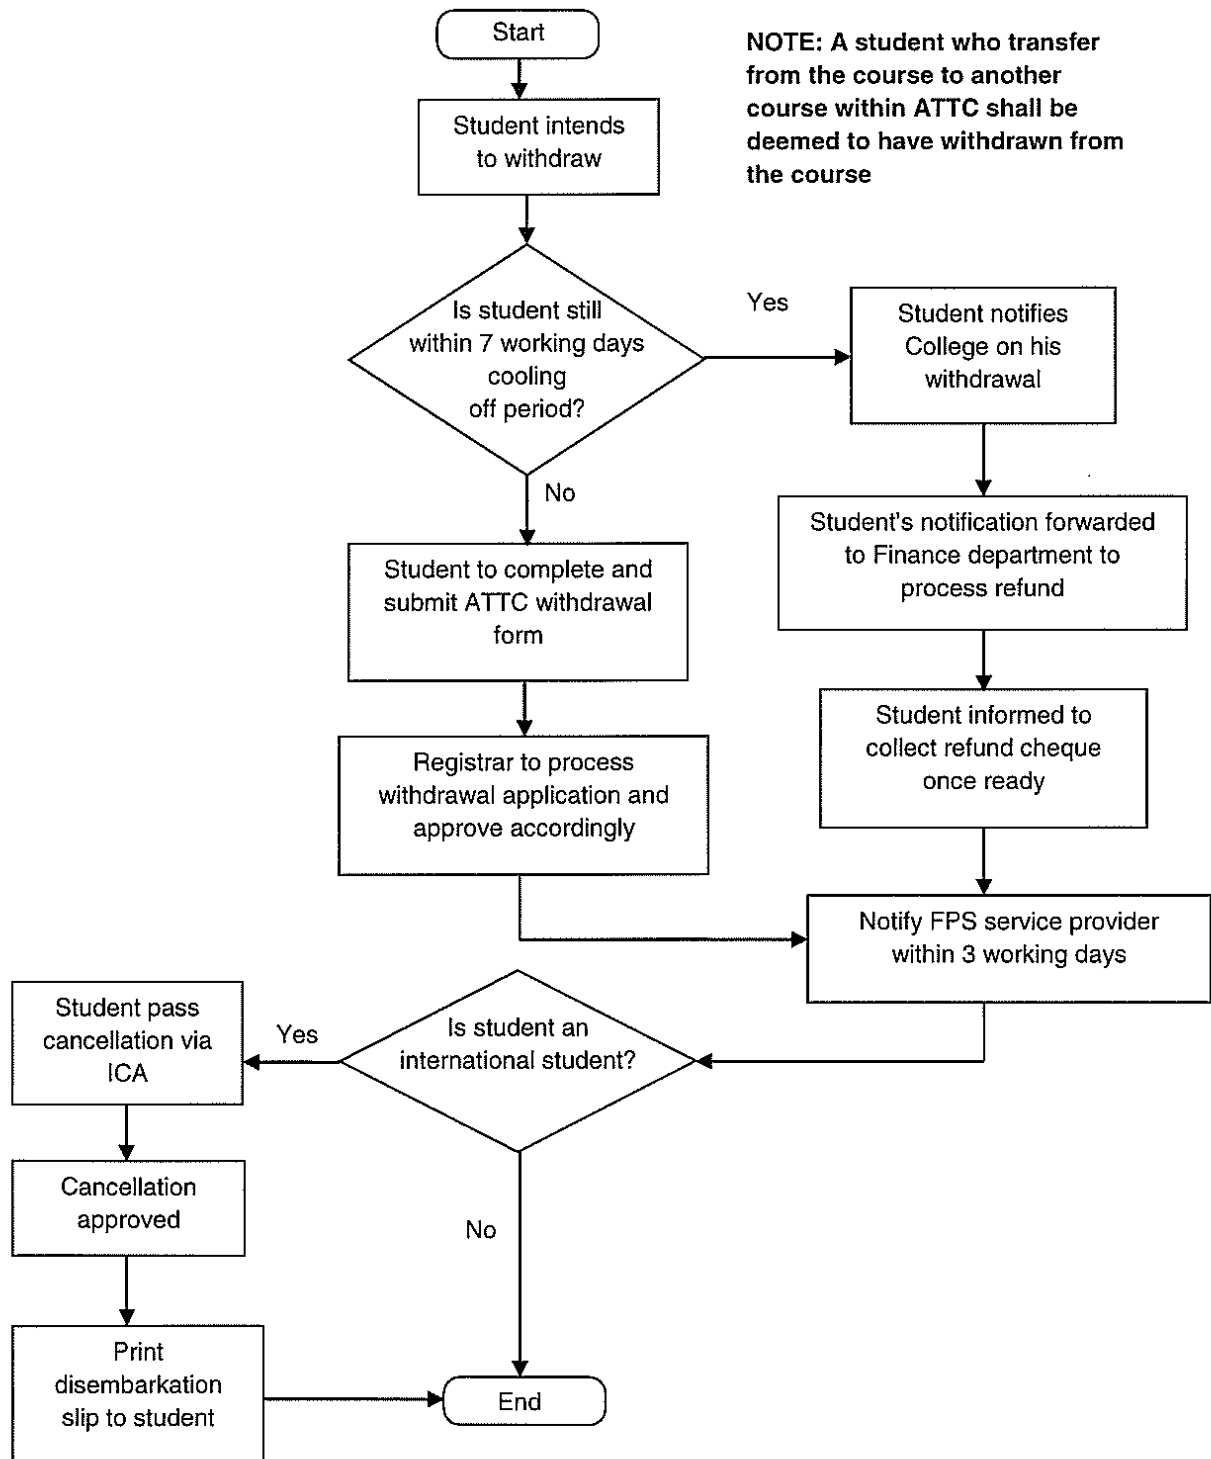 Start
NOTE: A student who transfer
from the course to another
course within ATTC shall be
deemed to have withdrawn from
the course
Student intends
to withdraw
Is student still
within 7 working days
cooling
off period?
Yes
Student notifies
College on his
withdrawal
No
Student's notification forwarded
to Finance department to
process refund
Student to complete and
submit ATTC withdrawal
form
Student informed to
collect refund cheque
once ready
Registrar to process
withdrawal application and
approve accordingly
Notify FPS service provider
within 3 working days
Is student an
international student?
Yes
Student pass
cancellation via
ICA
Cancellation
approved
No
Print
disembarkation
slip to student
End